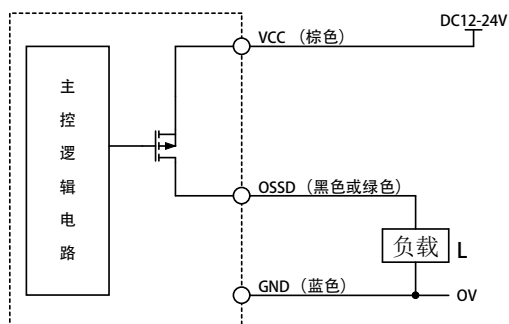 DC12-24V
VCC （棕色）
主控逻辑电路
OSSD （黑色或绿色）
负载 L
GND （蓝色）
OV